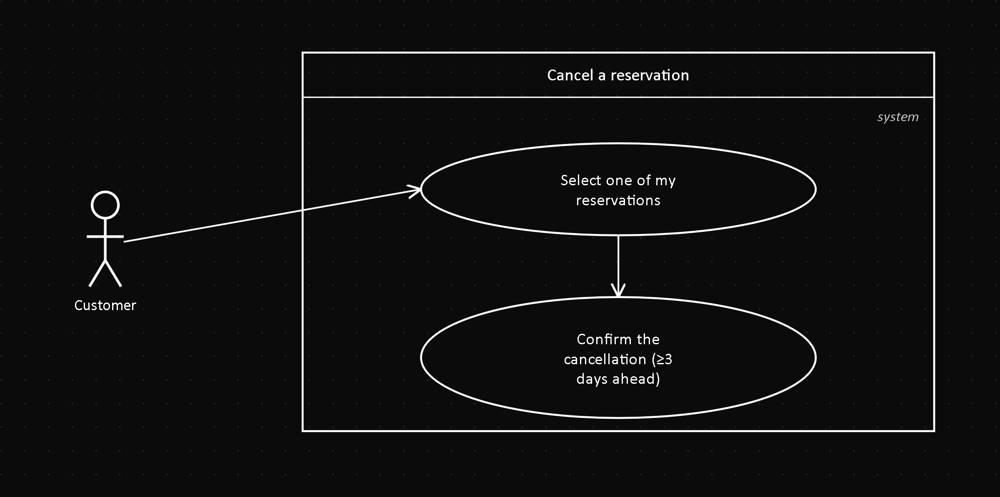 Cancel a reservation
system
Select one of my
reservations
Customer
Confirm the
cancellation (≥3
days ahead)